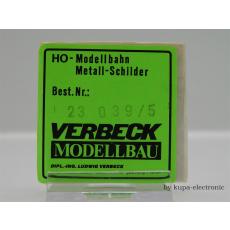 HO-Modellbahn
Metall-Schilder
Best.Nr.:
23 039/5
VERBECK
MODELLBAU
DIPL.-ING. LUDWIG VERBECK
by kupa-electronic